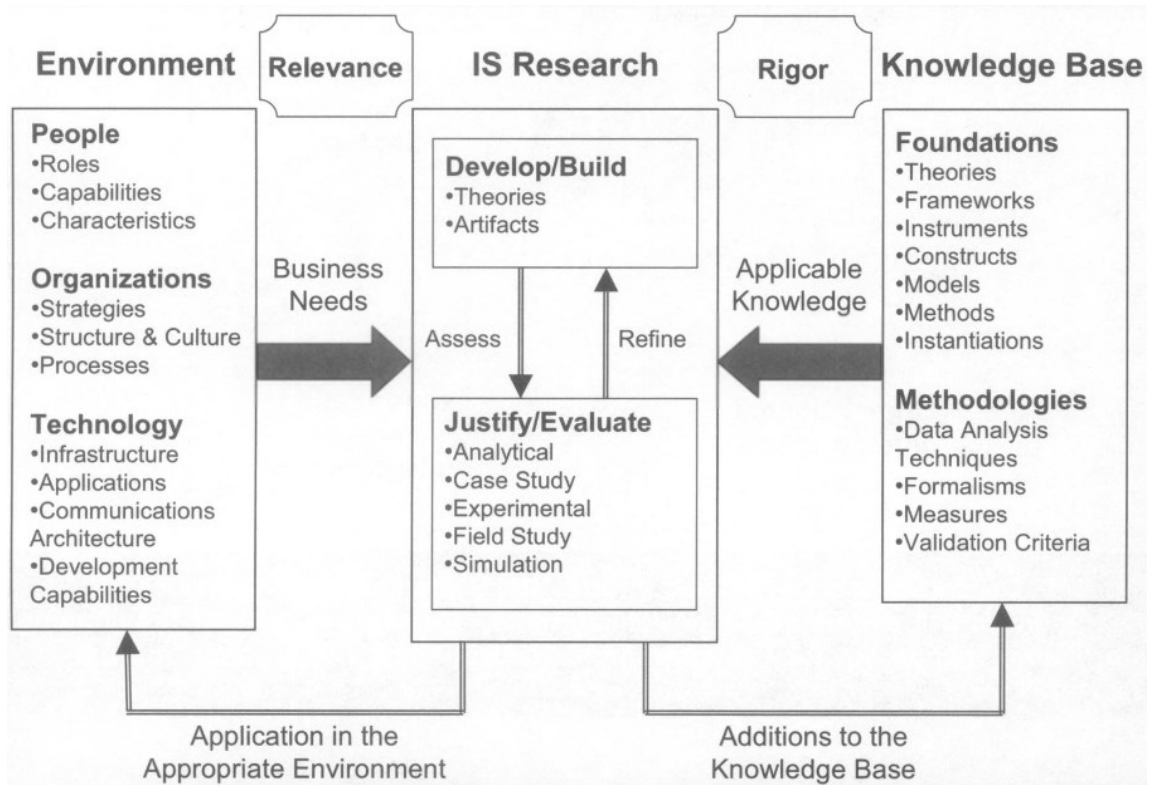 Environment
Relevance
IS Research
Rigor
Knowledge Base
People
•Roles
•Capabilities
•Characteristics
Organizations
•Strategies
•Structure & Culture
•Processes
Technology
•Infrastructure
•Applications
•Communications
Architecture
•Development
Capabilities
Business
Needs
Develop/Build
•Theories
•Artifacts
Assess
Refine
Justify/Evaluate
•Analytical
•Case Study
•Experimental
•Field Study
•Simulation
Applicable
Knowledge
Foundations
•Theories
•Frameworks
•Instruments
•Constructs
•Models
•Methods
•Instantiations
Methodologies
•Data Analysis
Techniques
•Formalisms
•Measures
•Validation Criteria
Application in the
Appropriate Environment
Additions to the
Knowledge Base